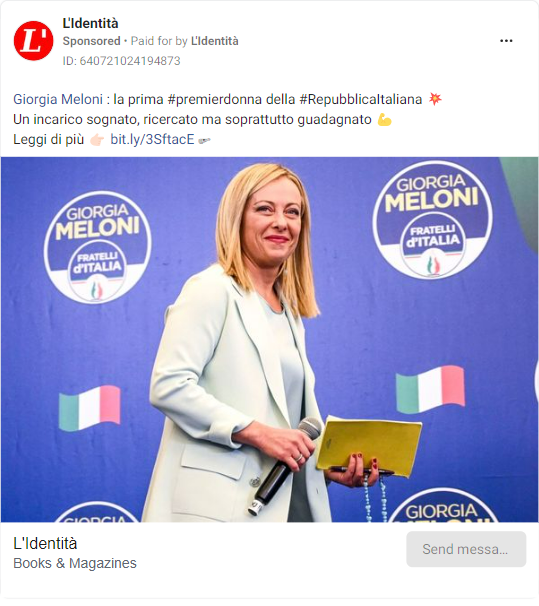 L'Identità
Sponsored • Paid for by L'Identità
ID: 640721024194873
Giorgia Meloni : la prima #premierdonna della #RepubblicaItaliana 💥
Un incarico sognato, ricercato ma soprattutto guadagnato 💪
Leggi di più 👉🏻 bit.ly/3SftacE 🗞
L'
GIORGIA
MELONI
FRATELLI
d'ITALIA
GIORGIA
MELONI
FRATELLI
d'ITALIA
GIORGIA
GIORGIA
MELONI
L'Identità
Books & Magazines
Send messa...